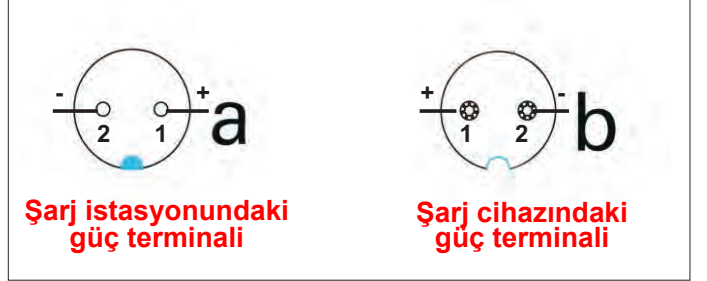 - + a
2 1
+ - b
1 2
Şarj istasyonundaki
güç terminali
Şarj cihazındaki
güç terminali